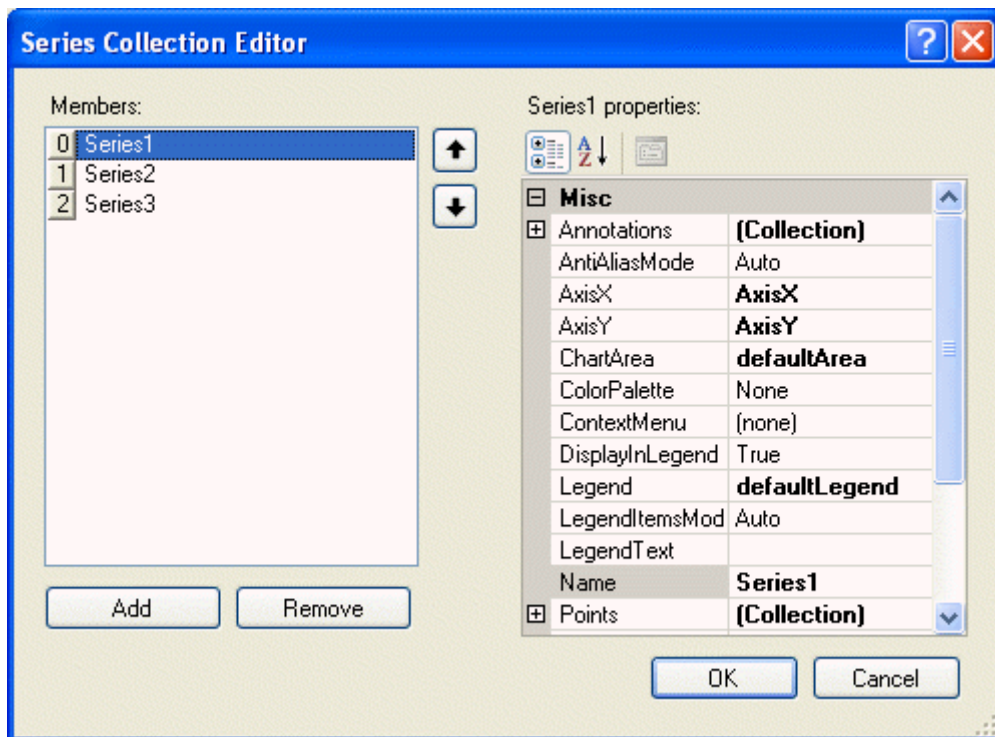 Series Collection Editor
Members:
0 Series1
1 Series2
2 Series3
Add
Remove
Series1 properties:
Misc
Annotations (Collection)
AntiAliasMode Auto
AxisX AxisX
AxisY AxisY
ChartArea defaultArea
ColorPalette None
ContextMenu (none)
DisplayInLegend True
Legend defaultLegend
LegendItemsMod Auto
LegendText
Name Series1
Points (Collection)
OK
Cancel